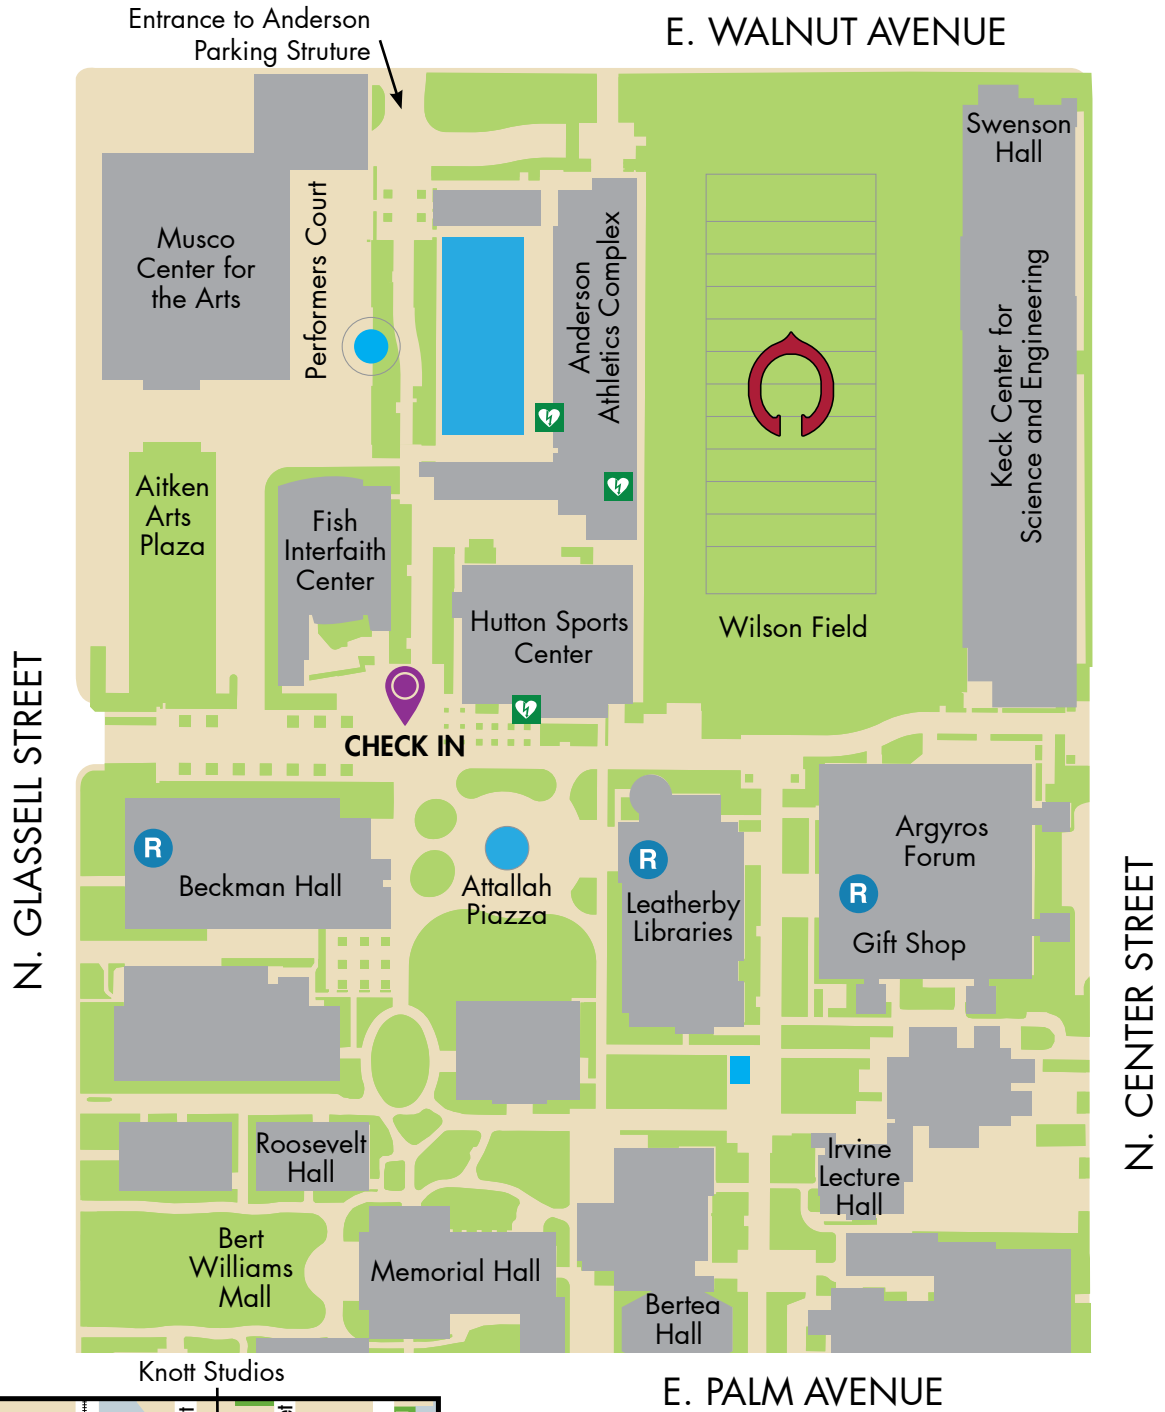 Entrance to Anderson
Parking Struture
E. WALNUT AVENUE
Swenson
Hall
Musco
Center for
the Arts
Performers Court
Anderson
Athletics Complex
Keck Center for
Science and Engineering
Aitken
Arts
Plaza
Fish
Interfaith
Center
Hutton Sports
Center
Wilson Field
N. GLASSELL STREET
CHECK IN
R
Beckman Hall
Attallah
Piazza
R
Leatherby
Libraries
Argyros
Forum
R
Gift Shop
N. CENTER STREET
Roosevelt
Hall
Irvine
Lecture
Hall
Bert
Williams
Mall
Memorial Hall
Bertea
Hall
Knott Studios
E. PALM AVENUE